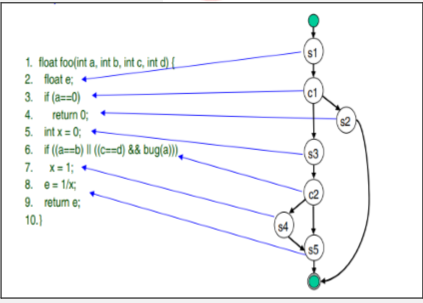 1. float foo(int a, int b, int c, int d) {
2. float e;
3. if (a==0)
4. return 0;
5. int x = 0;
6. if ((a==b) || ((c==d) && bug(a)))
7. x = 1;
8. e = 1/x;
9. return e;
10.}
s1
c1
s2
s3
c2
s4
s5